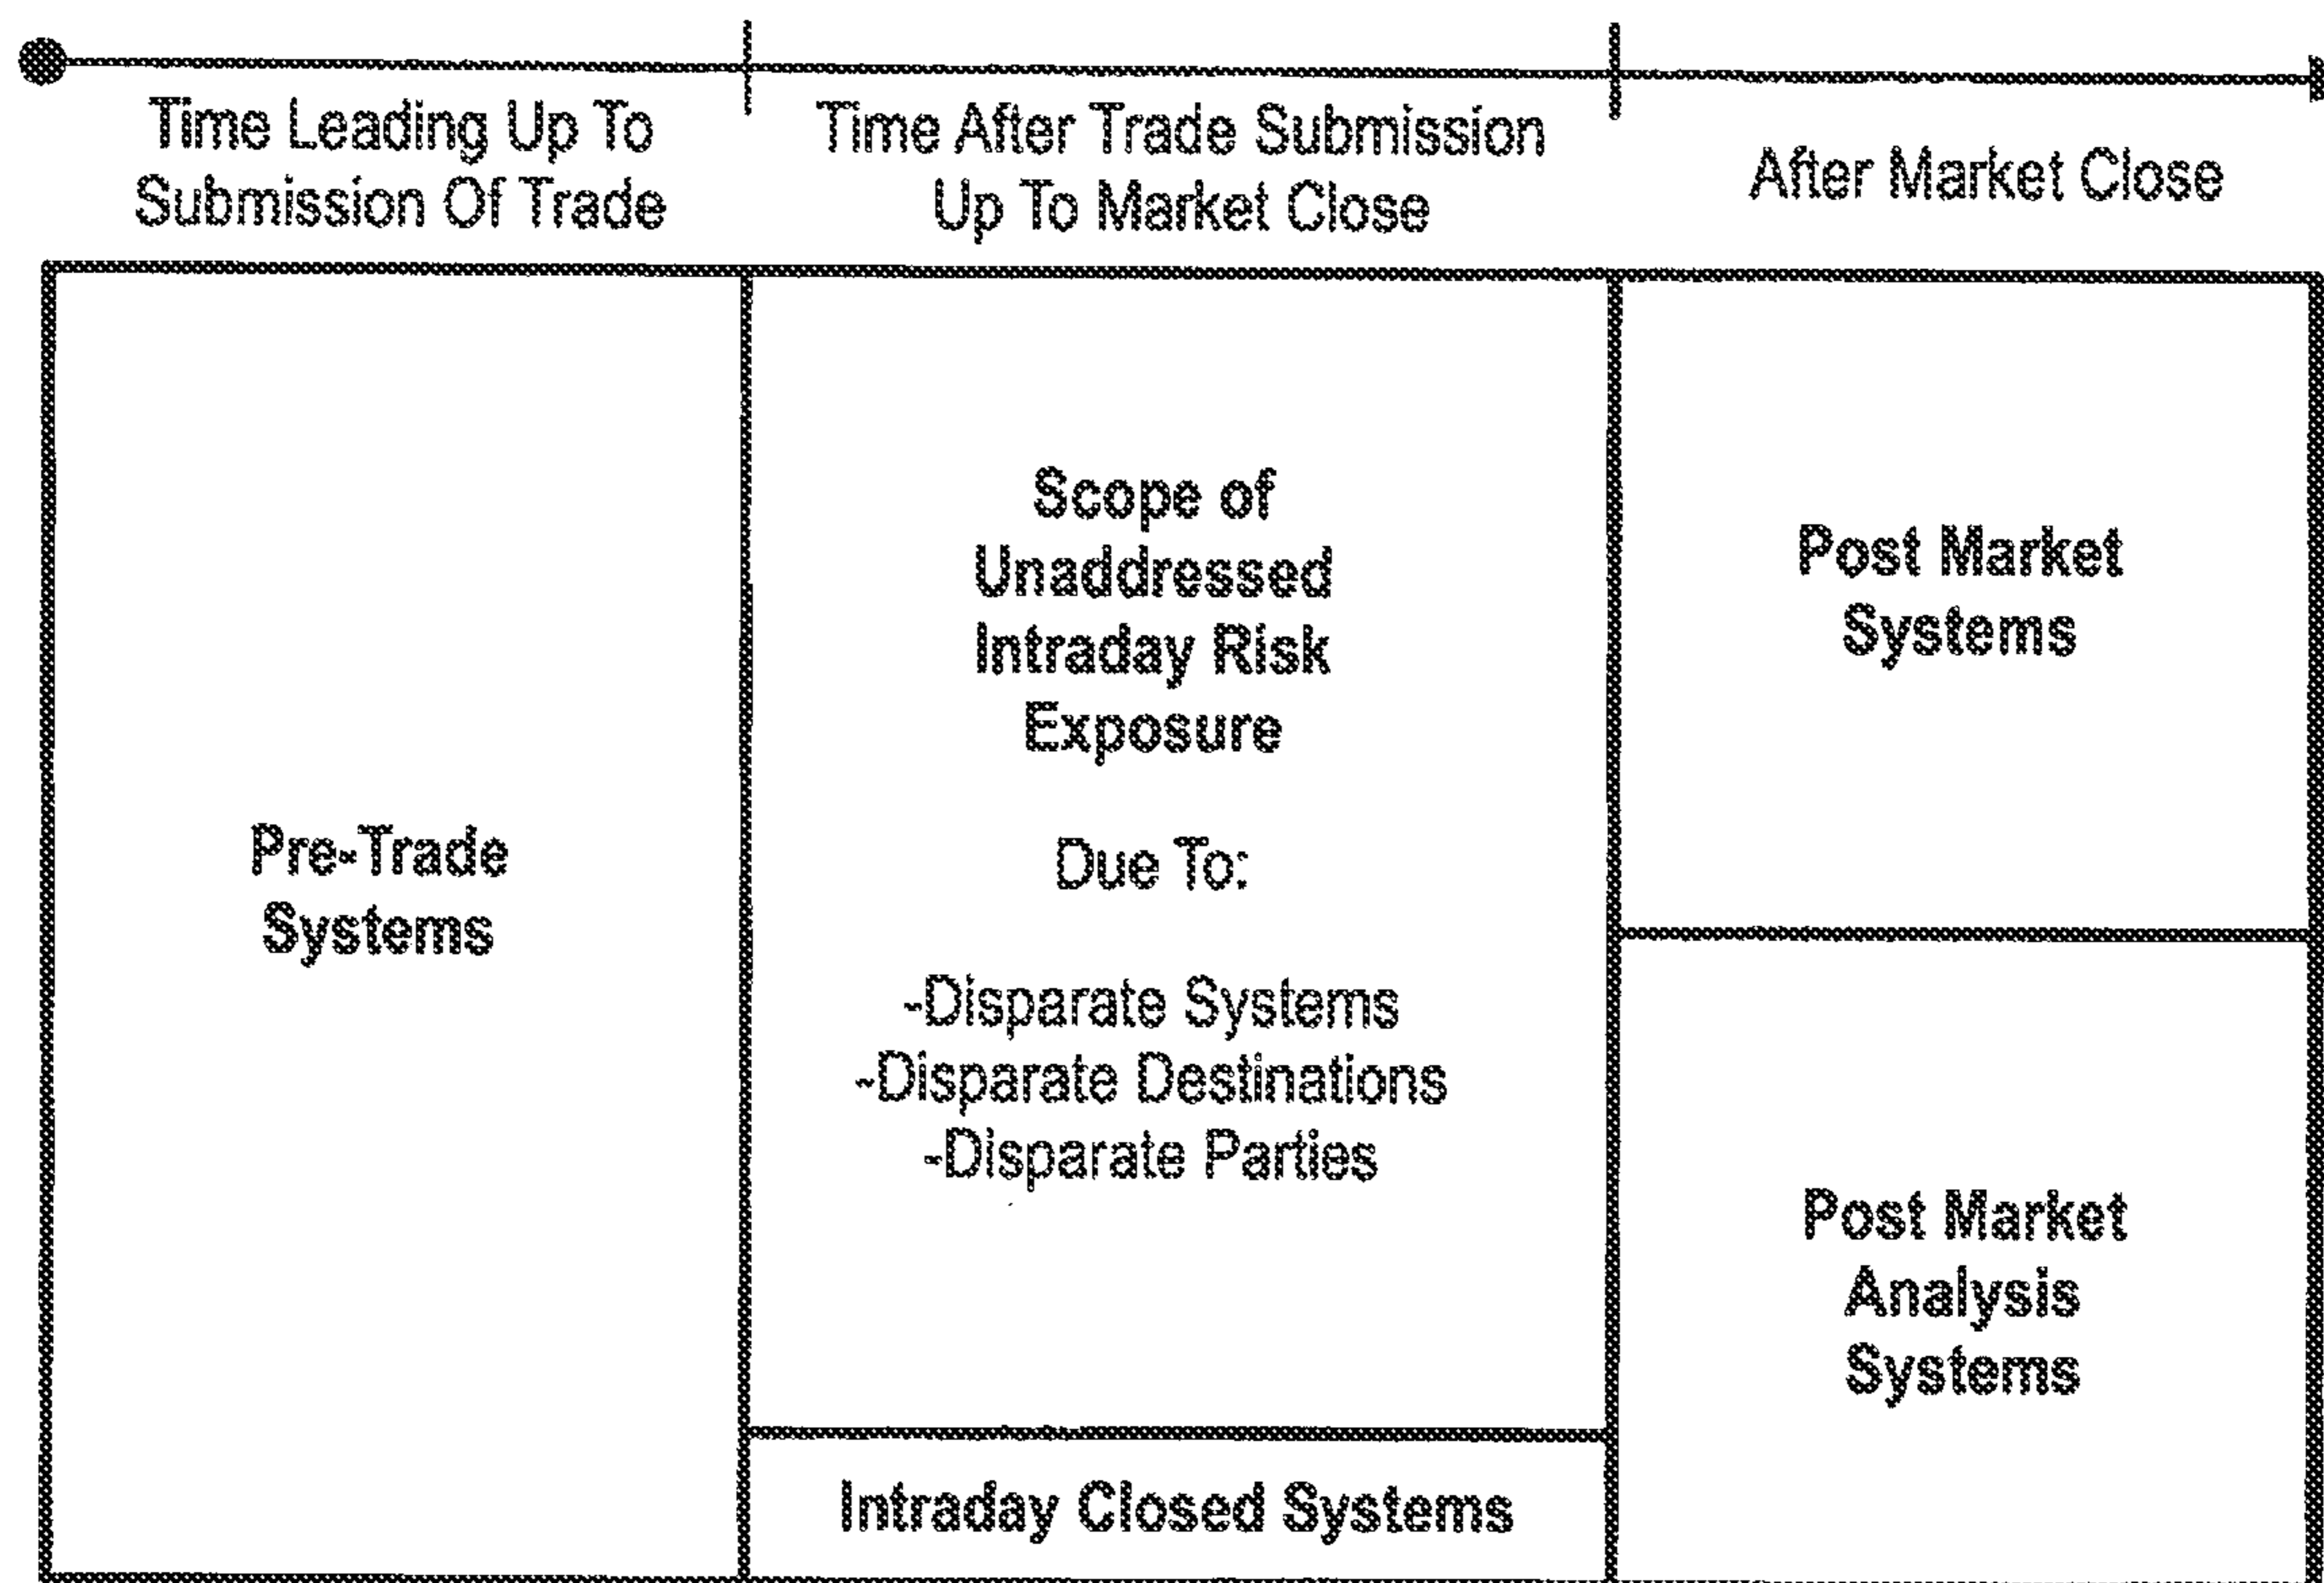 Time Leading Up To
Submission Of Trade
Time After Trade Submission
Up To Market Close
After Market Close
Pre-Trade
Systems
Scope of
Unaddressed
Intraday Risk
Exposure
Due To:
-Disparate Systems
-Disparate Destinations
-Disparate Parties
Intraday Closed Systems
Post Market
Systems
Post Market
Analysis
Systems